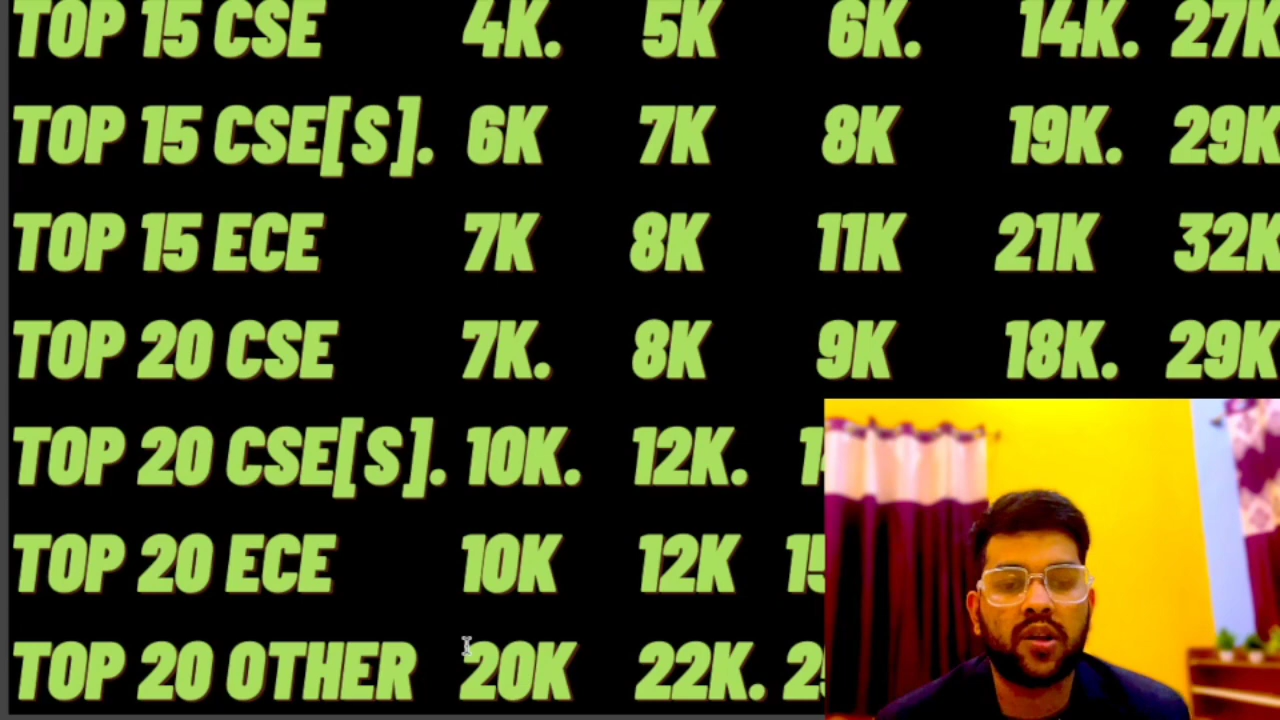 TOP 15 CSE 4K. 5K 6K. 14K. 27K
TOP 15 CSE[S]. 6K 7K 8K 19K. 29K
TOP 15 ECE 7K 8K 11K 21K 32K
TOP 20 CSE 7K. 8K 9K 18K. 29K
TOP 20 CSE[S]. 10K. 12K.
TOP 20 ECE 10K 12K
TOP 20 OTHER 20K 22K.